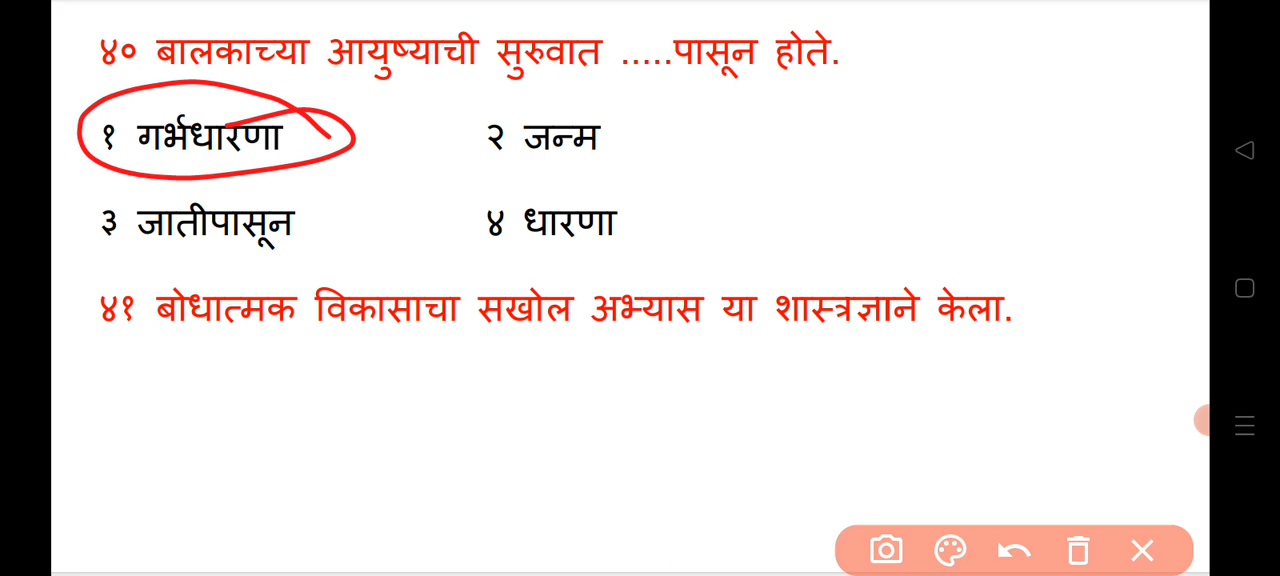 ४० बालकाच्या आयुष्याची सुरुवात .....पासून होते.
१ गर्भधारणा २ जन्म
३ जातीपासून ४ धारणा
४१ बोधात्मक विकासाचा सखोल अभ्यास या शास्त्रज्ञाने केला.